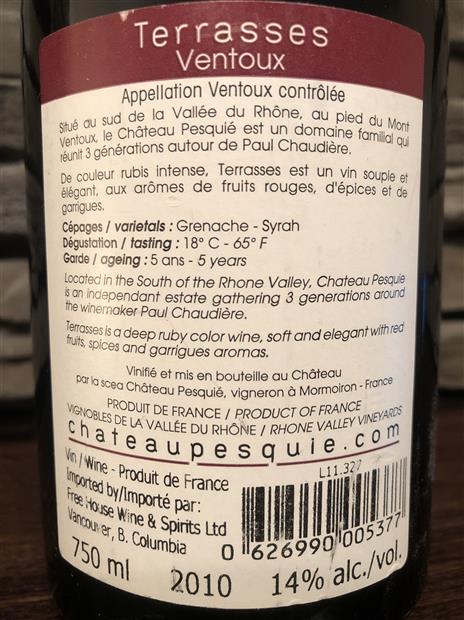 Terrasses
Ventoux
Appellation Ventoux contrôlée
Situé au sud de la Vallée du Rhône, au pied du Mont
Ventoux, le Château Pesquié est un domaine familial qui
réunit 3 générations autour de Paul Chaudière.
De couleur rubis intense, Terrasses est un vin souple et
élégant, aux arômes de fruits rouges, d'épices et de
garrigues.
Cépages / varietals : Grenache - Syrah
Dégustation / tasting : 18° C - 65° F
Garde / ageing : 5 ans - 5 years
Located in the South of the Rhone Valley, Chateau Pesquie
is an independant estate gathering 3 generations around
the winemaker Paul Chaudière.
Terrasses is a deep ruby color wine, soft and elegant with red
fruits, spices and garrigues aromas.
Vinifié et mis en bouteille au Château
par la scea Château Pesquié, vigneron à Mormoiron - France
PRODUIT DE FRANCE / PRODUCT OF FRANCE
VIGNOBLES DE LA VALLÉE DU RHÔNE / RHONE VALLEY VINEYARDS
chateaupesquie.com
Vin / Wine - Produit de France
Imported by/Importé par:
Free House Wine & Spirits Ltd
Vancouver, B. Columbia
L11.327
0 626990 005377
750 ml 2010 14% alc./vol.